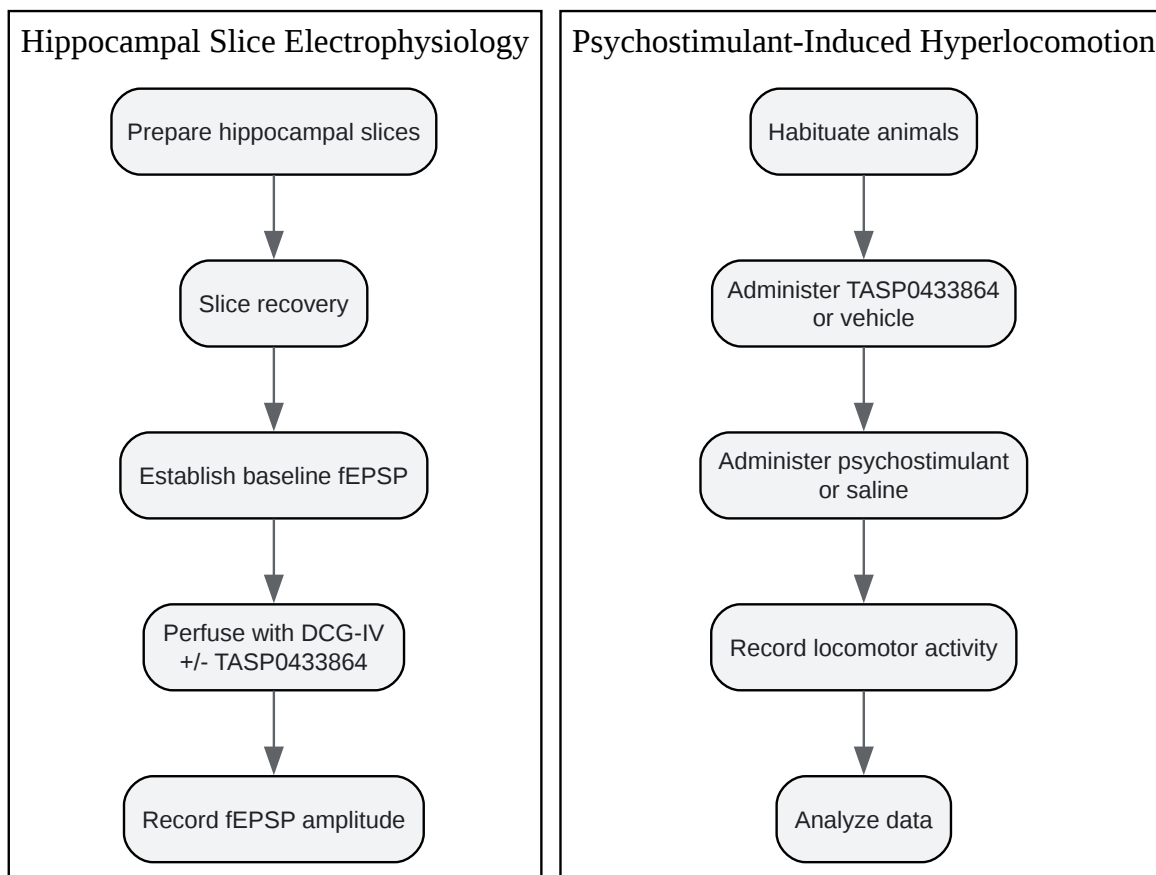 Hippocampal Slice Electrophysiology
Prepare hippocampal slices
Slice recovery
Establish baseline fEPSP
Perfuse with DCG-IV
+/- TASP0433864
Record fEPSP amplitude
Psychostimulant-Induced Hyperlocomotion
Habituate animals
Administer TASP0433864
or vehicle
Administer psychostimulant
or saline
Record locomotor activity
Analyze data